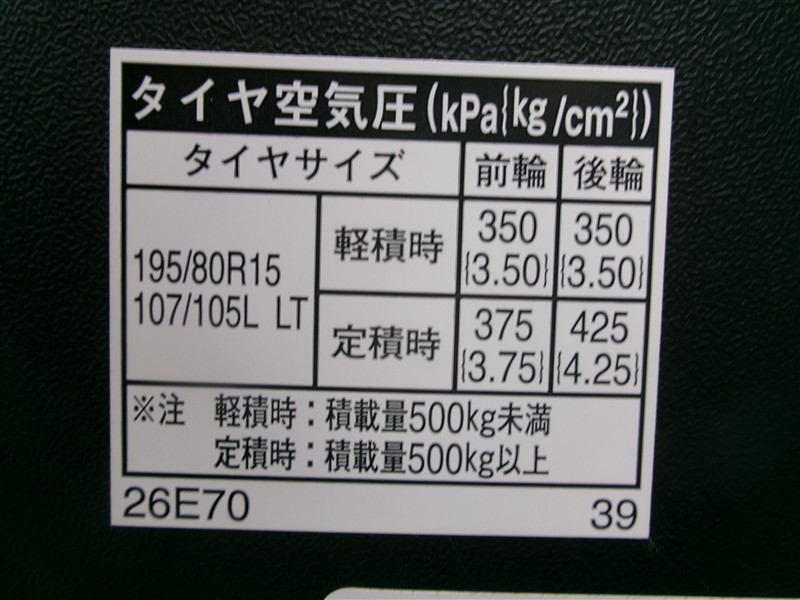 タイヤ空気圧(kPa{kg/cm²})
タイヤサイズ 前輪 後輪
195/80R15
107/105L LT
軽積時 350 350
{3.50} {3.50}
定積時 375 425
{3.75} {4.25}
※注 軽積時：積載量500kg未満
定積時：積載量500kg以上
26E70 39